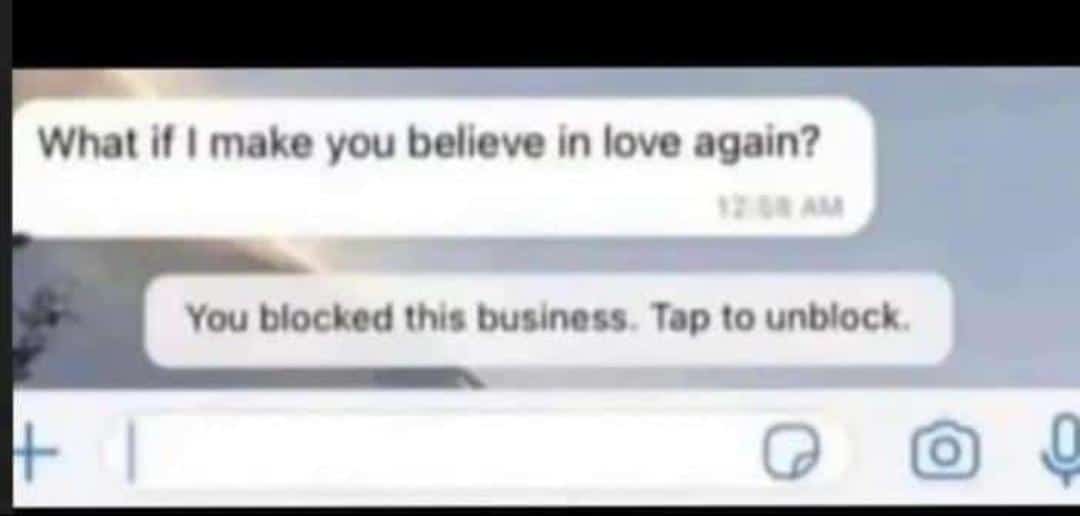 What if I make you believe in love again?
12:58 AM
You blocked this business. Tap to unblock.